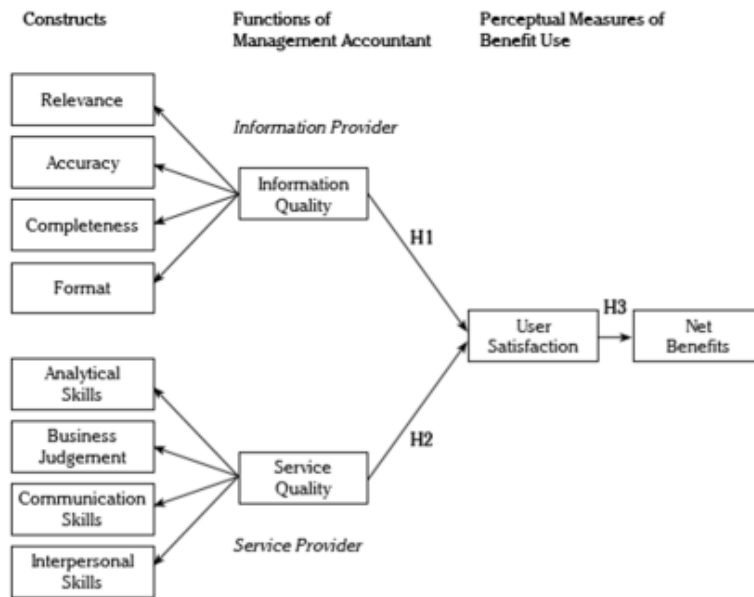 Constructs
Functions of
Management Accountant
Perceptual Measures of
Benefit Use
Relevance
Accuracy
Completeness
Format
Information Provider
Information
Quality
H1
User
Satisfaction
H3
Net
Benefits
Analytical
Skills
Business
Judgement
Communication
Skills
Interpersonal
Skills
Service
Quality
H2
Service Provider